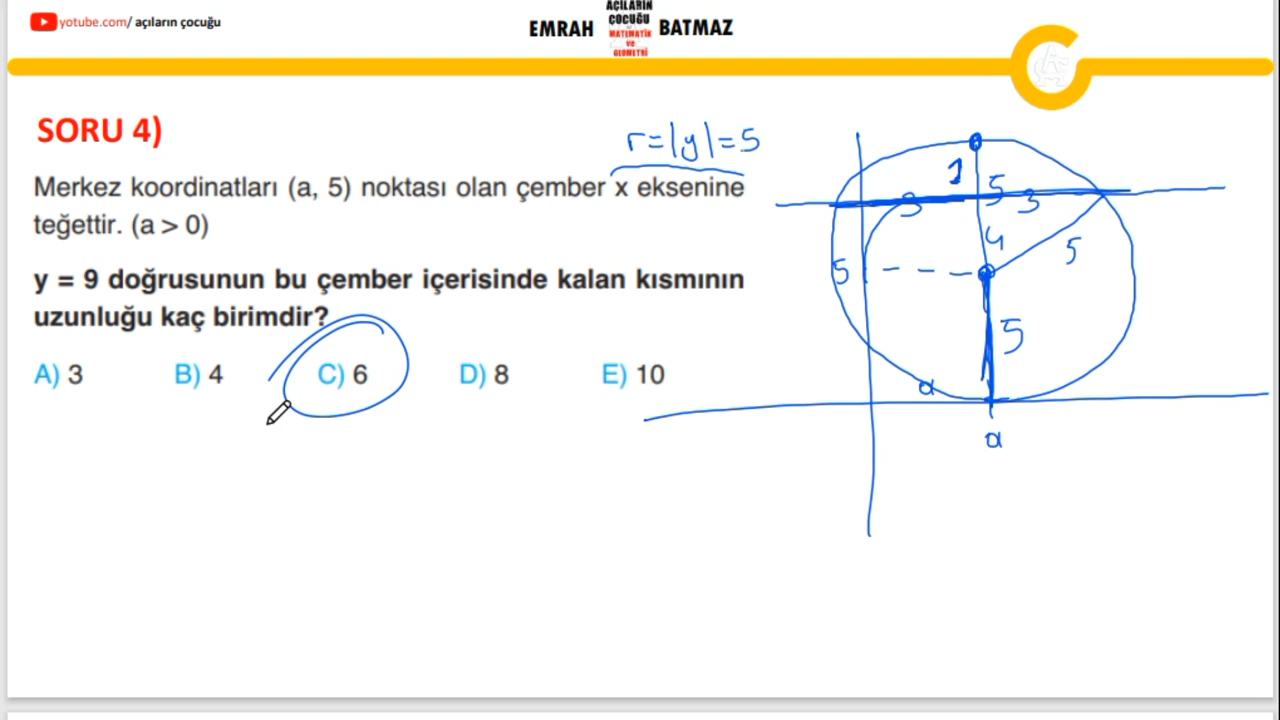 yotube.com/ açıların çocuğu
EMRAH
AÇILARIN
ÇOCUĞU
MATEMATİK
ve
GEOMETRİ
BATMAZ
SORU 4)
r=|y|=5
Merkez koordinatları (a, 5) noktası olan çember x eksenine
teğettir. (a > 0)
y = 9 doğrusunun bu çember içerisinde kalan kısmının
uzunluğu kaç birimdir?
A) 3 B) 4 C) 6 D) 8 E) 10
1
5
3 3
4
5
5
5
a
a